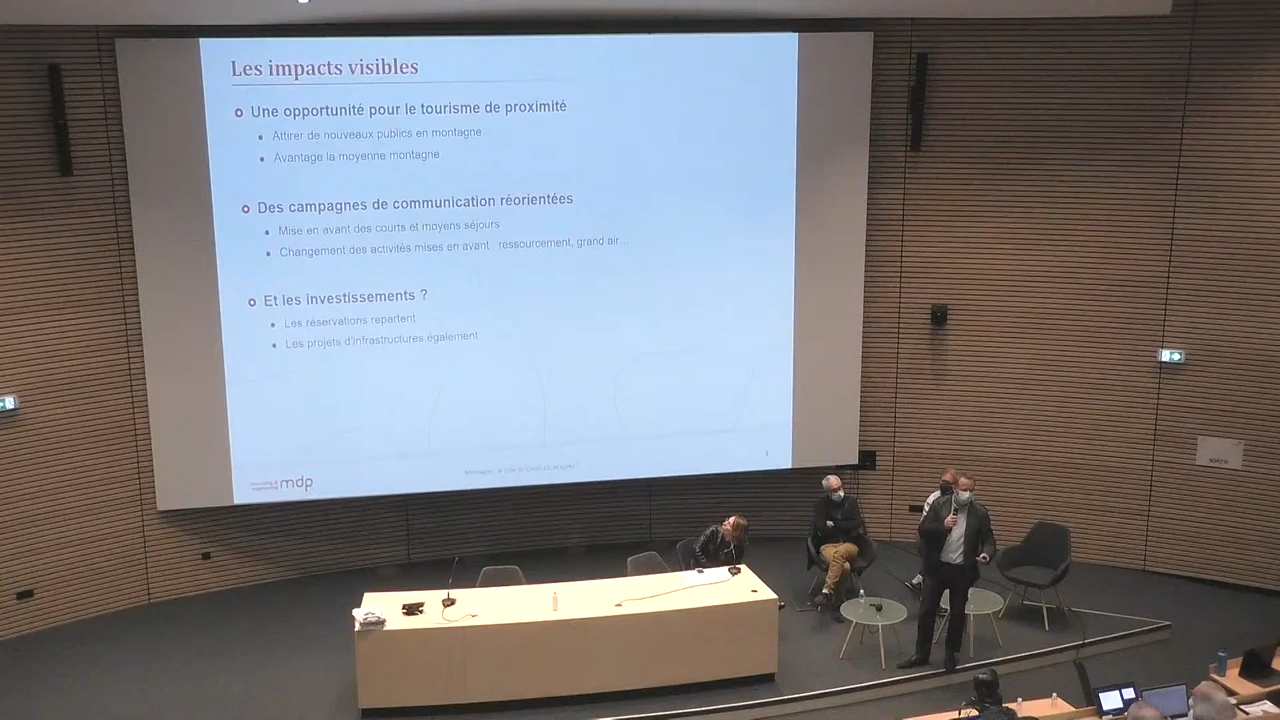 Les impacts visibles
Une opportunité pour le tourisme de proximité
Attirer de nouveaux publics en montagne
Avantage la moyenne montagne
Des campagnes de communication réorientées
Mise en avant des courts et moyens séjours
Changement des activités mises en avant : ressourcement, grand air...
Et les investissements ?
Les réservations repartent
Les projets d'infrastructures également
3
mdp